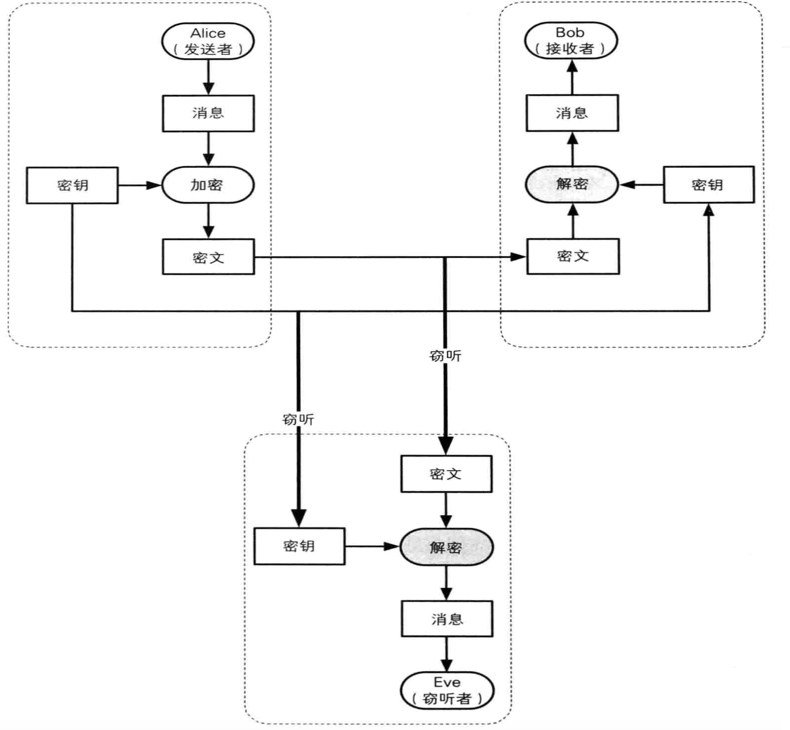 Alice
（发送者）
消息
密钥
加密
密文
Bob
（接收者）
消息
解密
密钥
密文
窃听
窃听
密文
密钥
解密
消息
Eve
（窃听者）